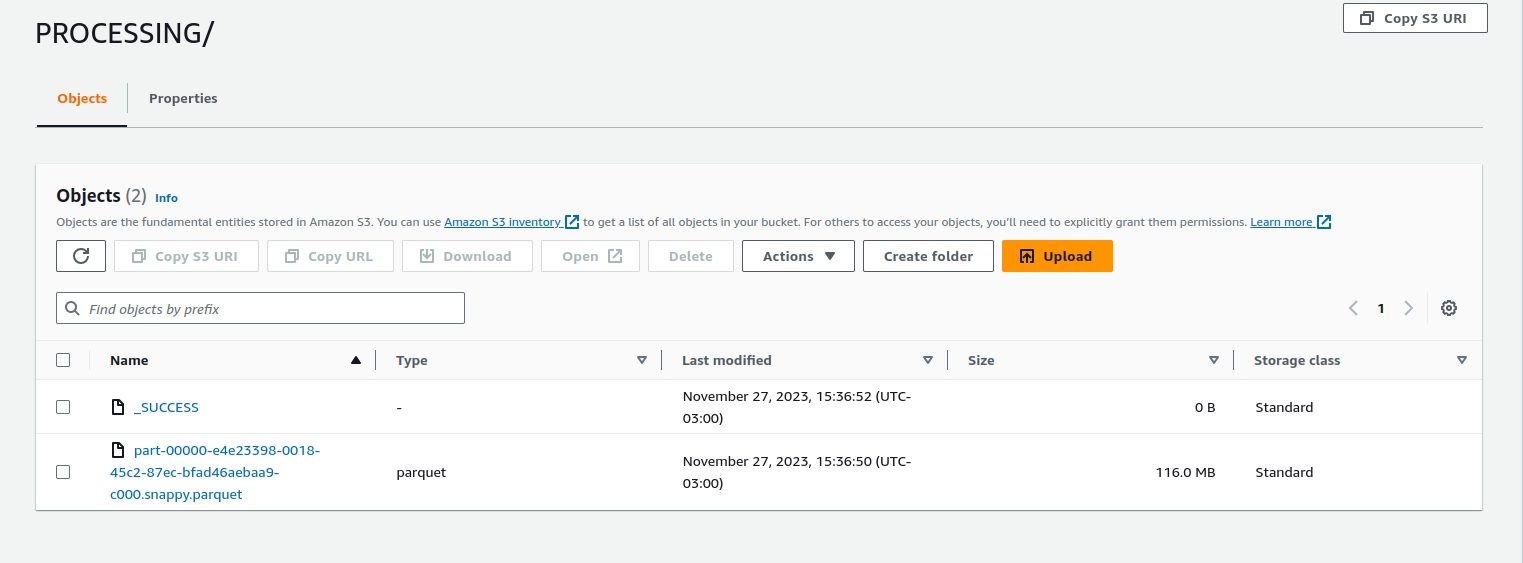 PROCESSING/
Copy S3 URI
Objects
Properties
Objects (2) Info
Objects are the fundamental entities stored in Amazon S3. You can use Amazon S3 inventory to get a list of all objects in your bucket. For others to access your objects, you’ll need to explicitly grant them permissions. Learn more
Copy S3 URI Copy URL Download Open Delete Actions Create folder Upload
Find objects by prefix
1
Name Type Last modified Size Storage class
_SUCCESS - November 27, 2023, 15:36:52 (UTC-
03:00) 0 B Standard
part-00000-e4e23398-0018-
45c2-87ec-bfad46aebaa9-
c000.snappy.parquet
parquet
November 27, 2023, 15:36:50 (UTC-
03:00)
116.0 MB
Standard